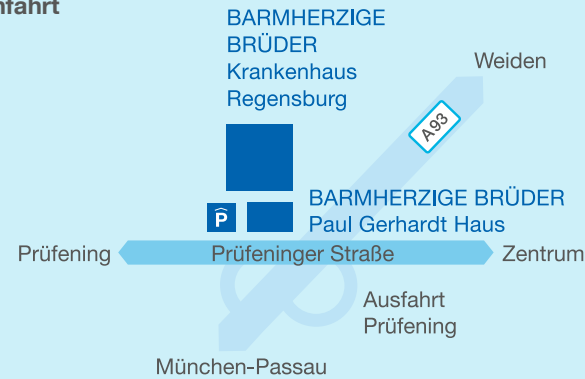 BARMHERZIGE
BRÜDER
Krankenhaus
Regensburg
Weiden
A93
BARMHERZIGE BRÜDER
P
Paul Gerhardt Haus
Prüfening
Prüfeninger Straße
Zentrum
Ausfahrt
Prüfening
München-Passau